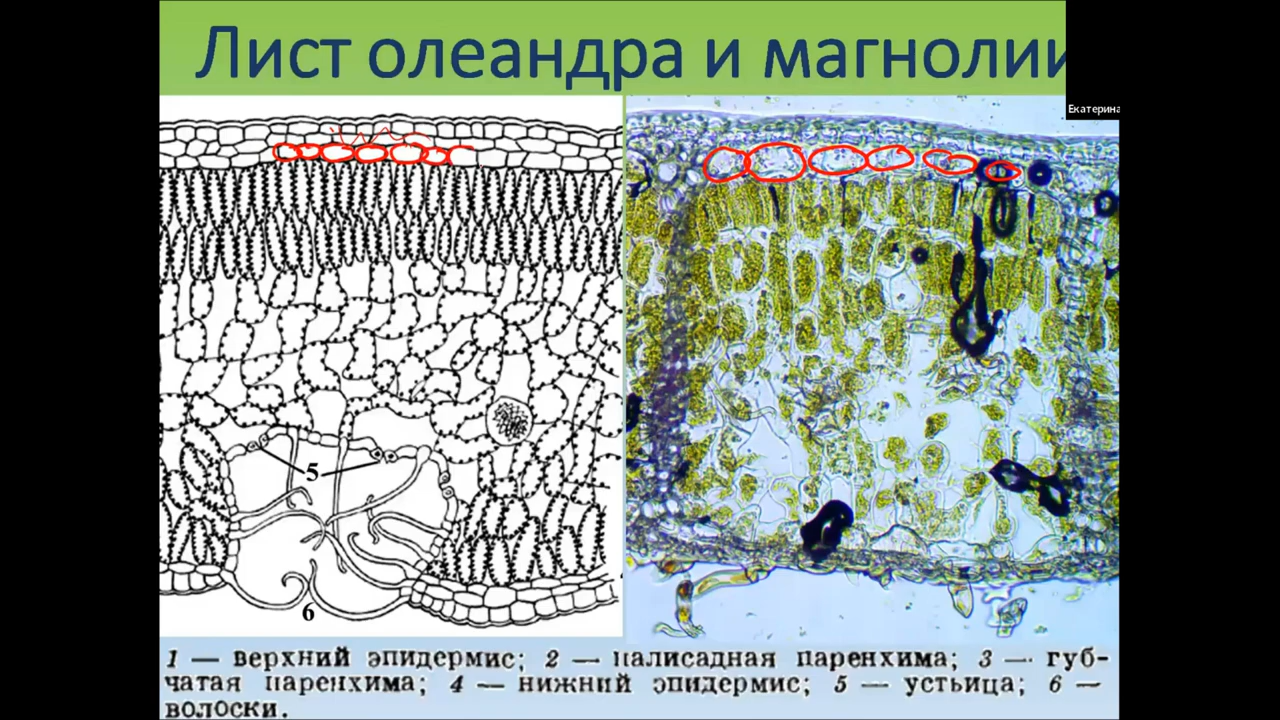 Лист олеандра и магнолии
Екатерина
5
6
1 — верхний эпидермис; 2 — палисадная паренхима; 3 — губ-
чатая паренхима; 4 — нижний эпидермис; 5 — устьица; 6 —
волоски.